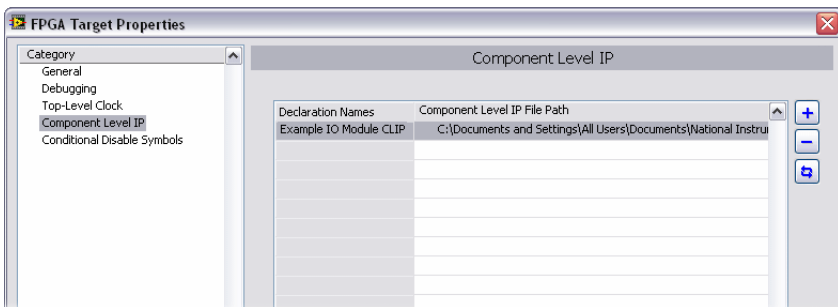 FPGA Target Properties
Category
General
Debugging
Top-Level Clock
Component Level IP
Conditional Disable Symbols
Component Level IP
Declaration Names Component Level IP File Path
Example IO Module CLIP C:\Documents and Settings\All Users\Documents\National Instru